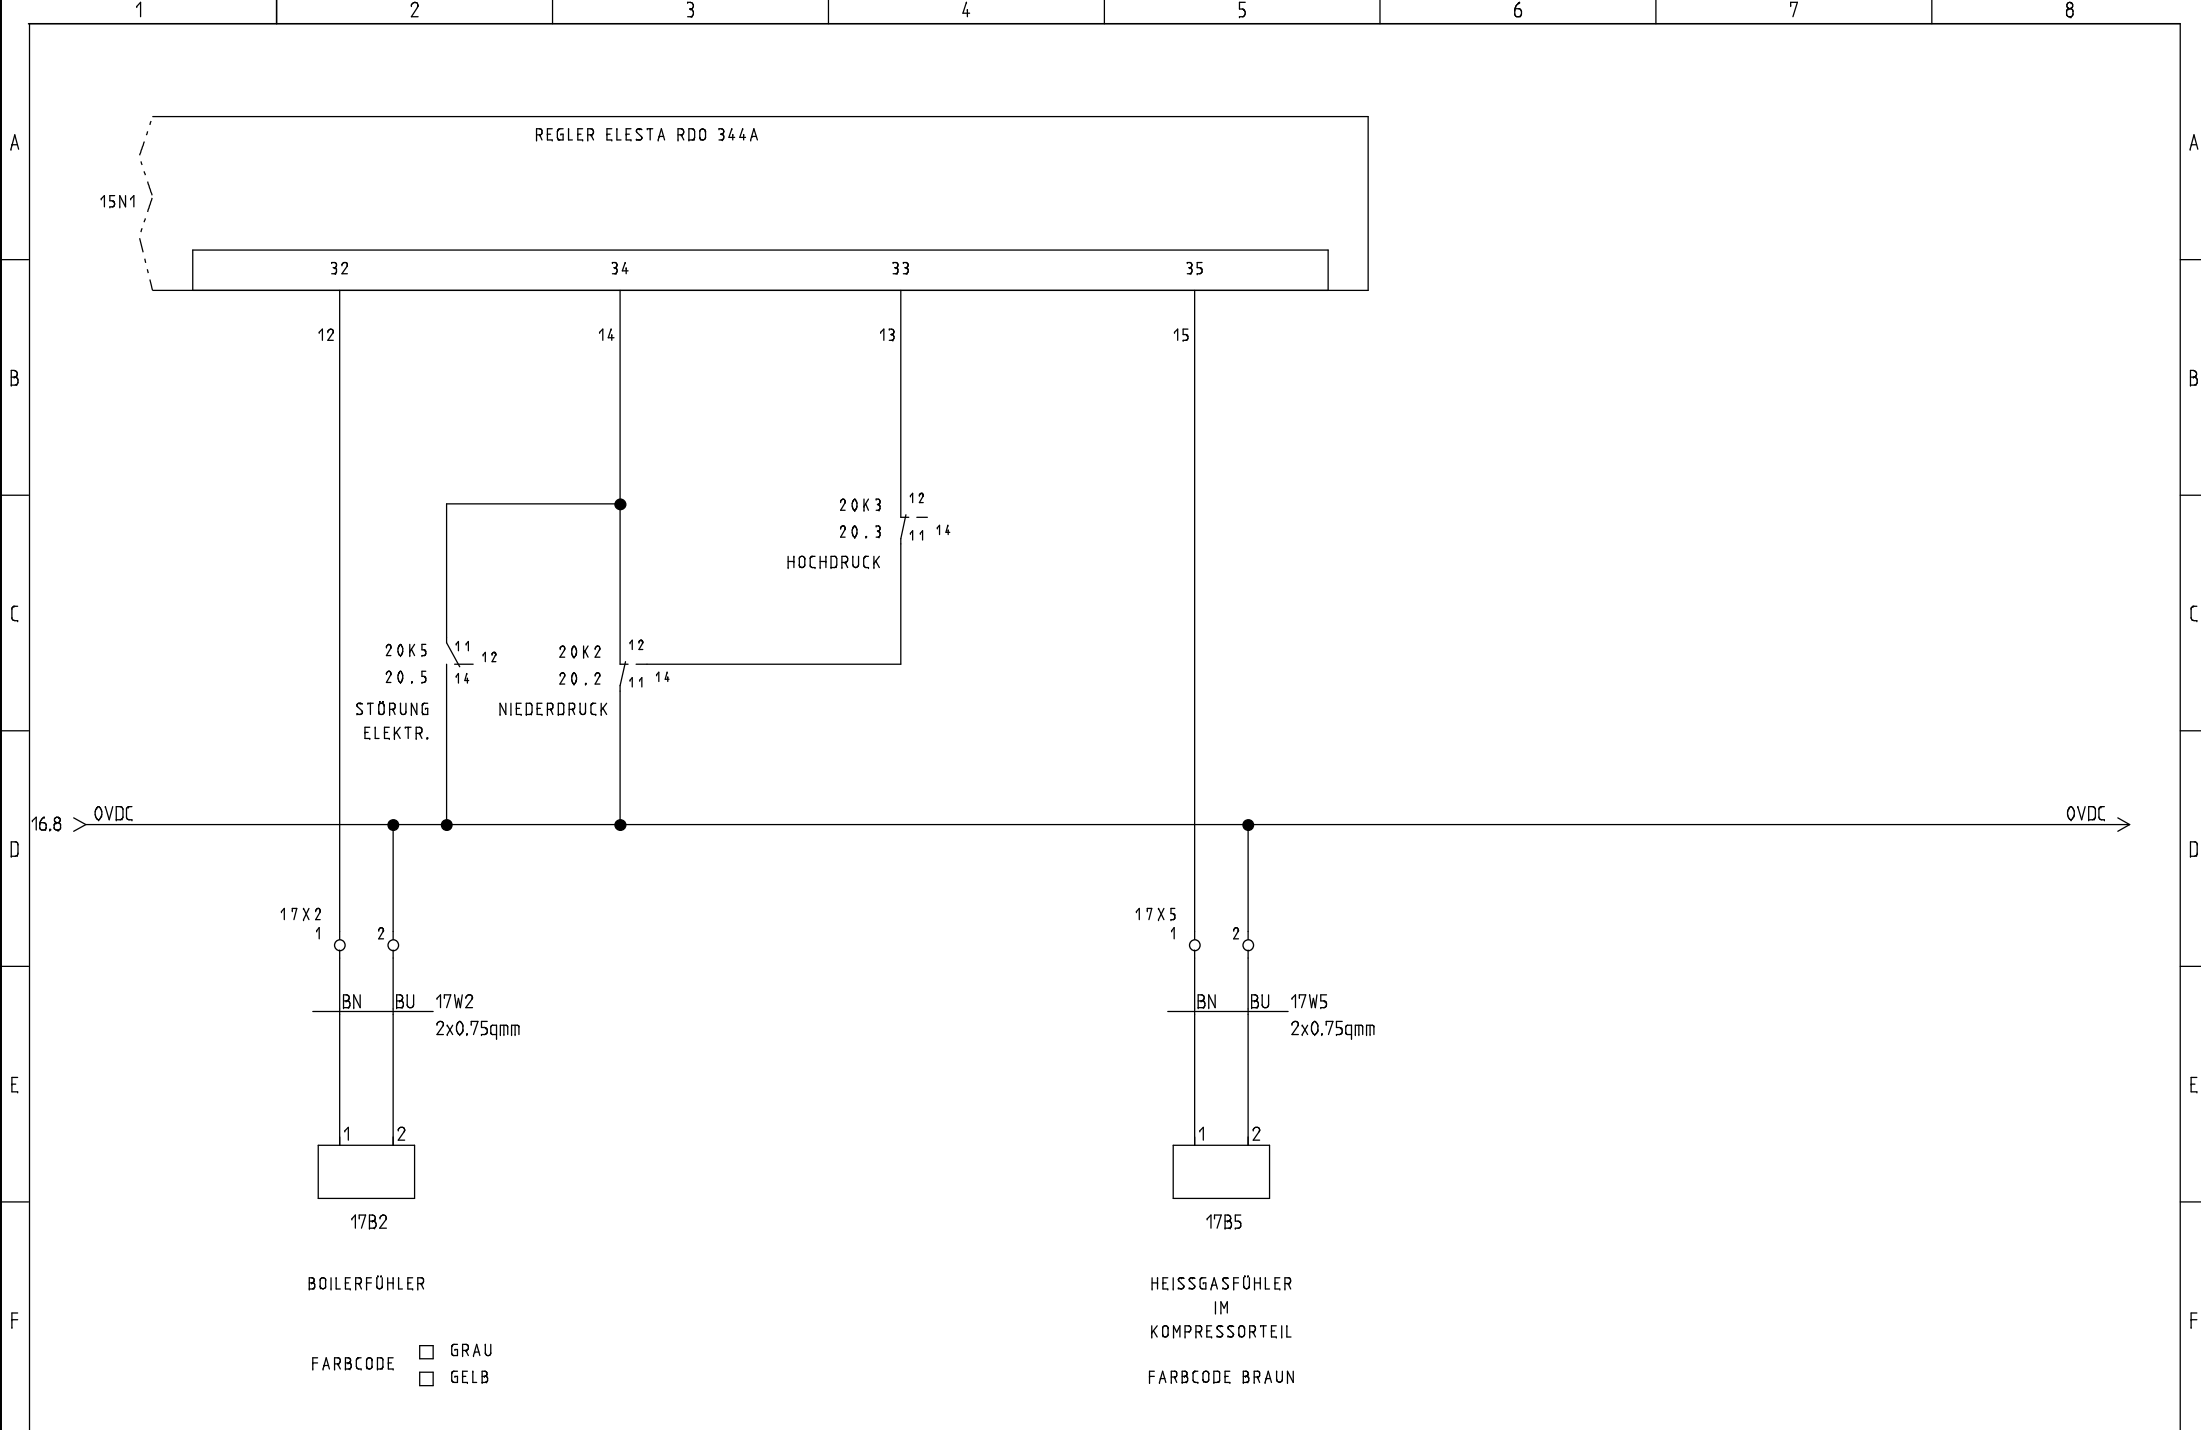 1 2 3 4 5 6 7 8
A A
REGLER ELESTA RDO 344A
15N1
32 34 33 35
12 14 13 15
B B
20K3 12
20.3 11 14
HOCHDRUCK
C C
20K5 11 12
20.5 14
STÖRUNG
ELEKTR.
20K2 12
20.2 11 14
NIEDERDRUCK
16.8 0VDC 0VDC
D D
17X2
1 2
17X5
1 2
BN BU 17W2
2x0.75qmm
BN BU 17W5
2x0.75qmm
E E
1 2
1 2
17B2
17B5
BOILERFÜHLER
HEISSGASFÜHLER
IM
KOMPRESSORTEIL
F F
FARBCODE GRAU
GELB
FARBCODE BRAUN